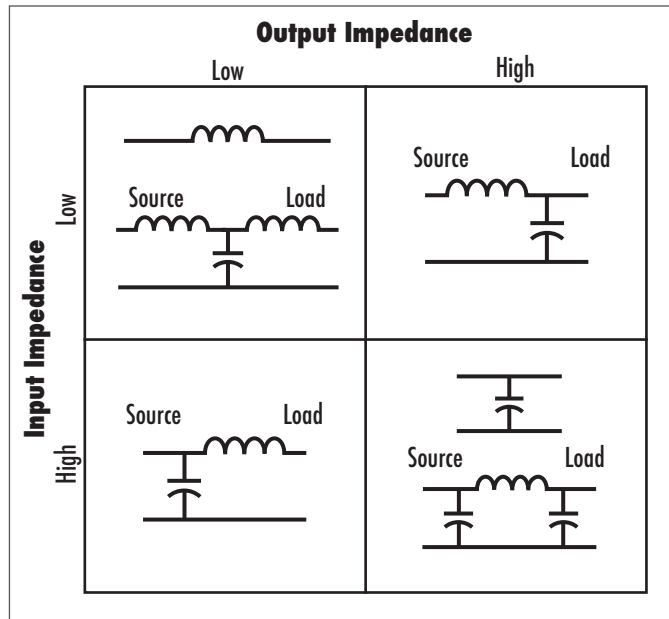 Output Impedance
Low High
Input Impedance
Low
High
Source Load
Source Load
Source Load
Source Load